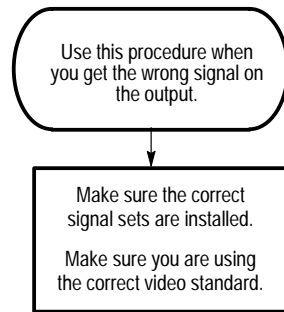 Use this procedure when
you get the wrong signal on
the output.
Make sure the correct
signal sets are installed.
Make sure you are using
the correct video standard.